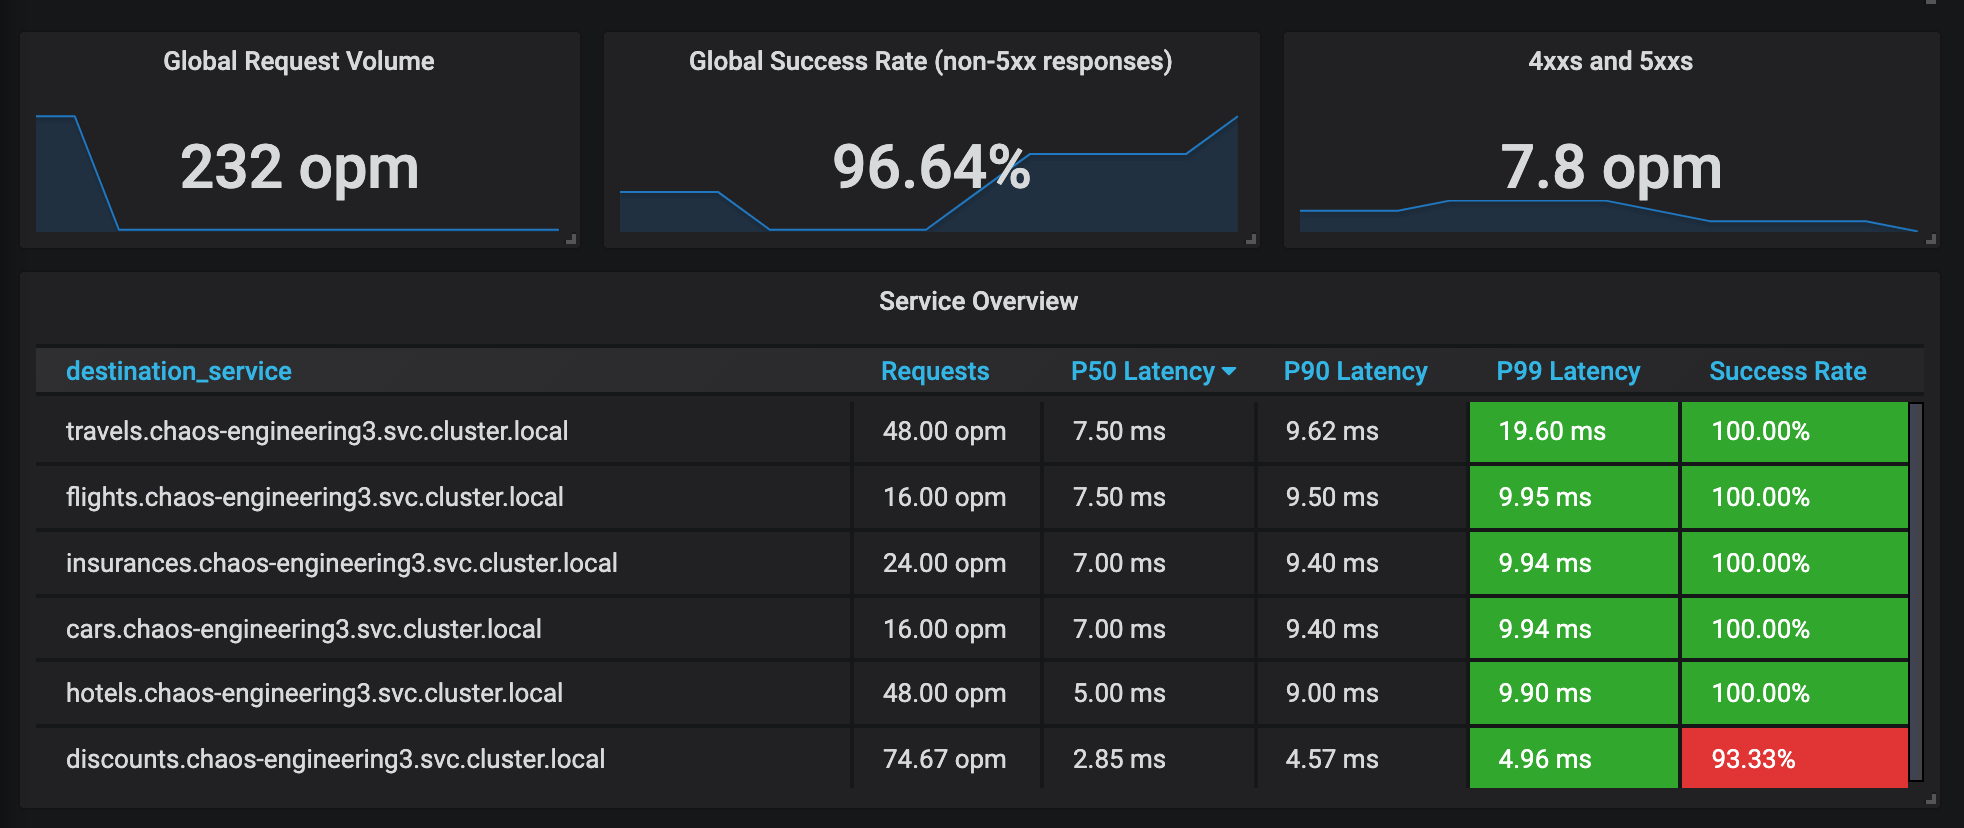 Global Request Volume
232 opm
Global Success Rate (non-5xx responses)
96.64%
4xxs and 5xxs
7.8 opm
Service Overview
destination_service Requests P50 Latency P90 Latency P99 Latency Success Rate
travels.chaos-engineering3.svc.cluster.local 48.00 opm 7.50 ms 9.62 ms 19.60 ms 100.00%
flights.chaos-engineering3.svc.cluster.local 16.00 opm 7.50 ms 9.50 ms 9.95 ms 100.00%
insurances.chaos-engineering3.svc.cluster.local 24.00 opm 7.00 ms 9.40 ms 9.94 ms 100.00%
cars.chaos-engineering3.svc.cluster.local 16.00 opm 7.00 ms 9.40 ms 9.94 ms 100.00%
hotels.chaos-engineering3.svc.cluster.local 48.00 opm 5.00 ms 9.00 ms 9.90 ms 100.00%
discounts.chaos-engineering3.svc.cluster.local 74.67 opm 2.85 ms 4.57 ms 4.96 ms 93.33%